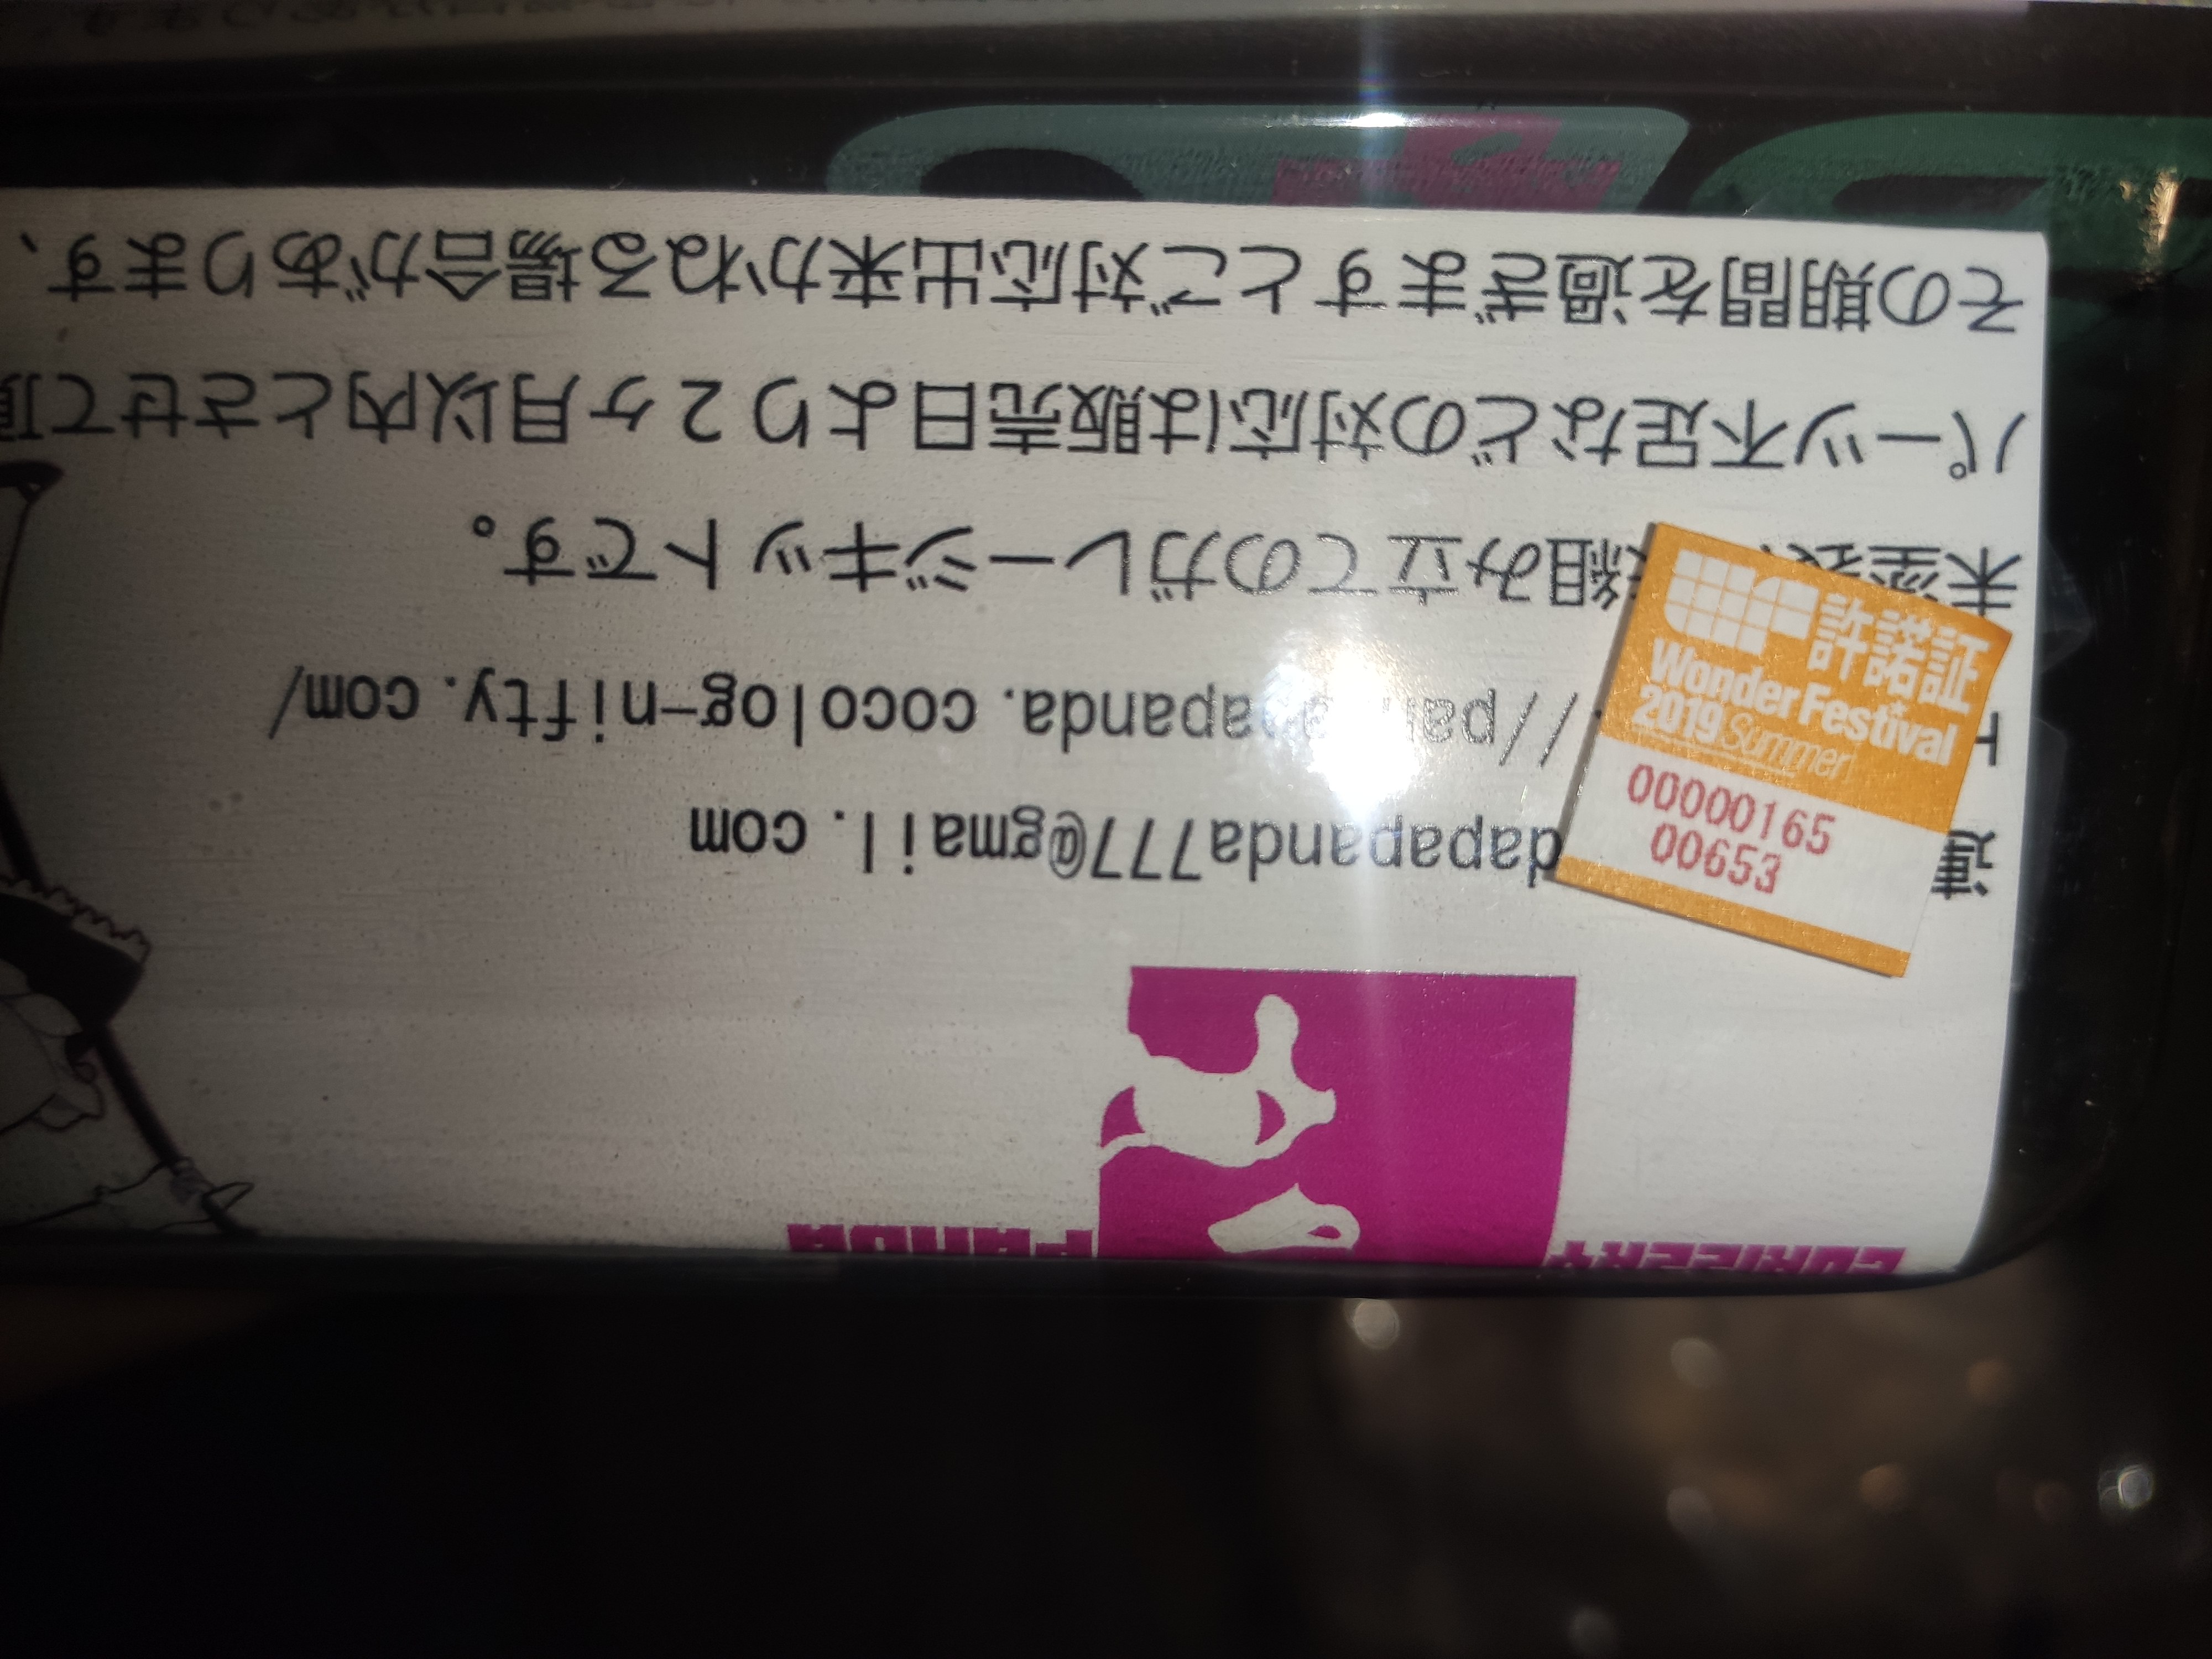 連 dapapanda777@gmail.com
//pa apanda.cocolog-nifty.com/
未塗 組み立てのガレージキットです。
パーツ不足などの対応は販売日より2ヶ月以内とさせて頂
その期間を過ぎますとご対応出来かねる場合があります、
WF許諾証
Wonder Festival
2019 Summer
00000165
00653